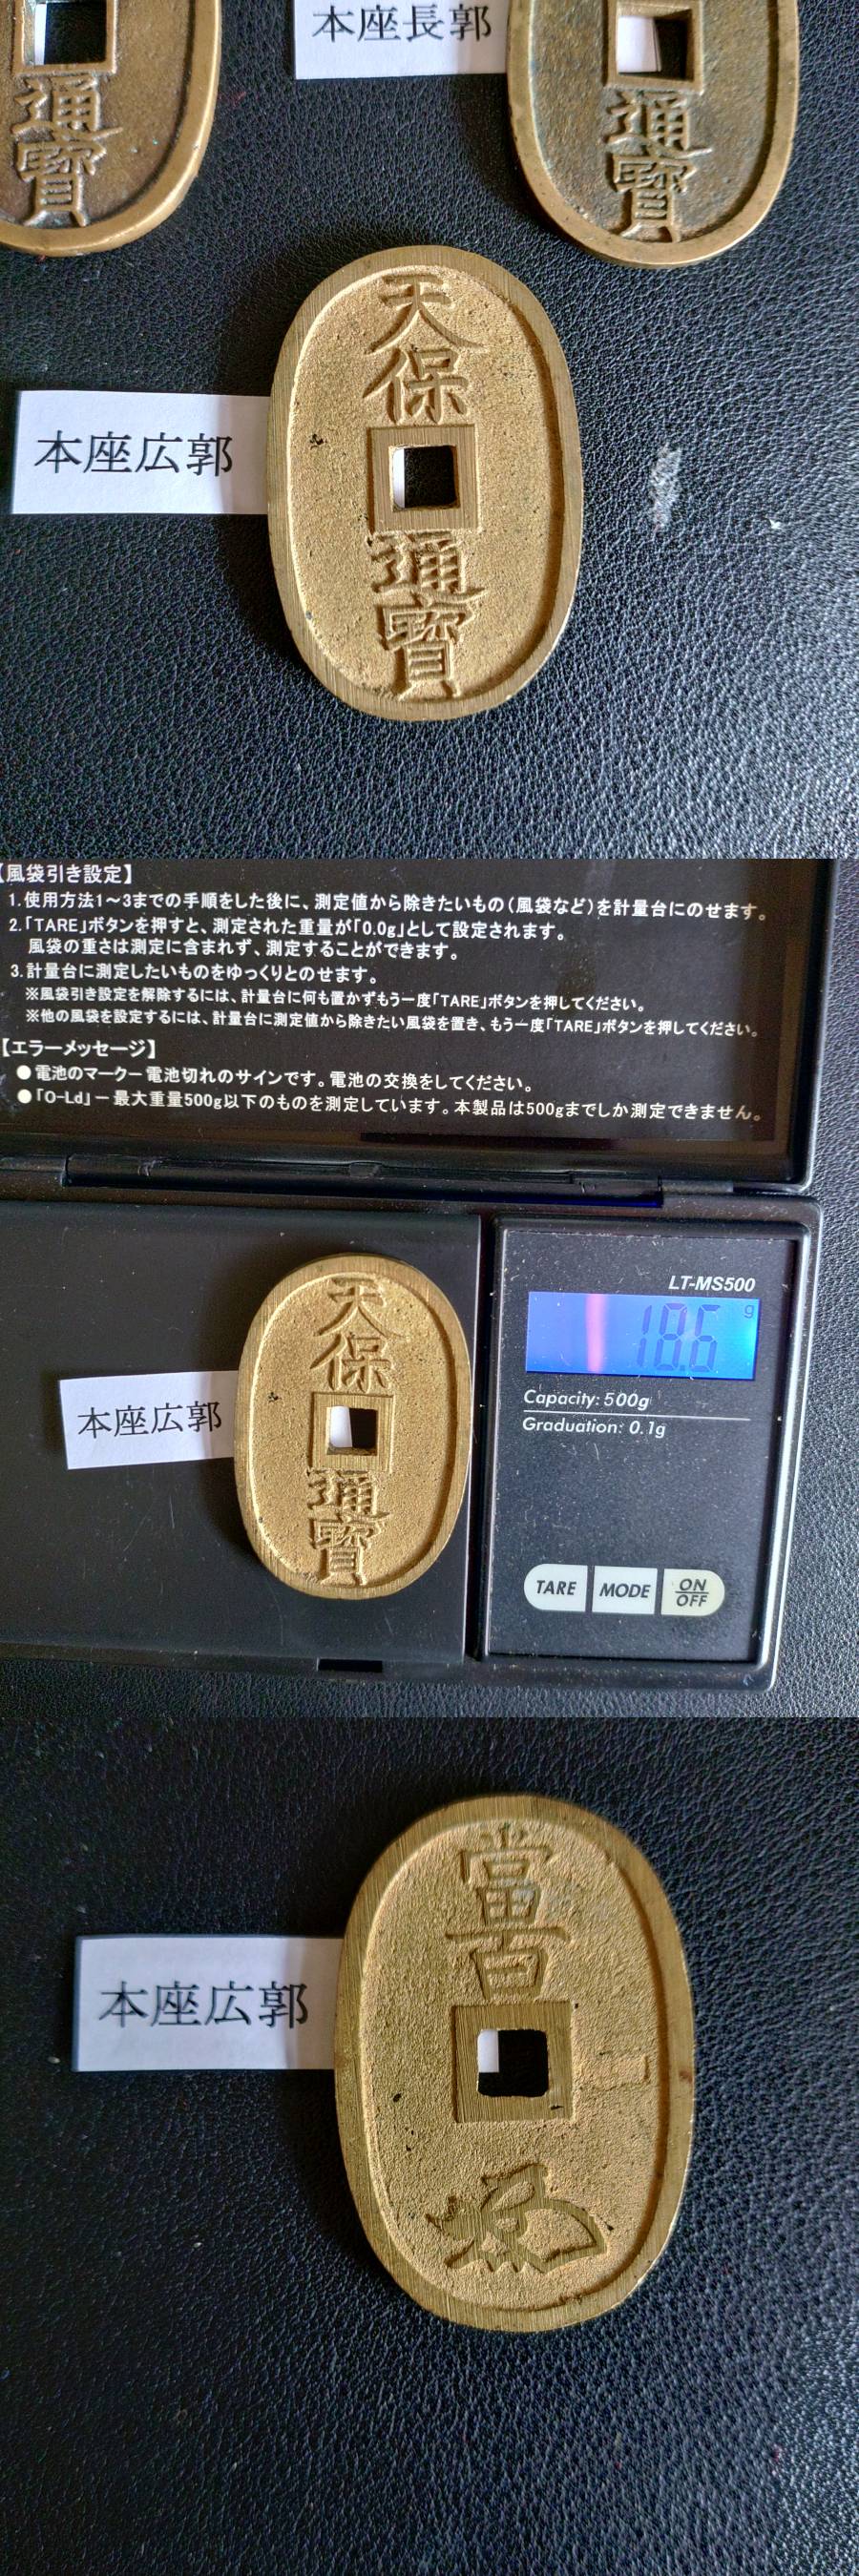 本座長郭
通寳
通寳
天保
通寳
本座広郭
【風袋引き設定】
1.使用方法1～3までの手順をした後に、測定値から除きたいもの(風袋など)を計量台にのせます。
2.「TARE」ボタンを押すと、測定された重量が「0.0g」として設定されます。
風袋の重さは測定に含まれず、測定することができます。
3.計量台に測定したいものをゆっくりとのせます。
※風袋引き設定を解除するには、計量台に何も置かずもう一度「TARE」ボタンを押してください。
※他の風袋を設定するには、計量台に測定値から除きたい風袋を置き、もう一度「TARE」ボタンを押してください。
【エラーメッセージ】
●電池のマークー電池切れのサインです。電池の交換をしてください。
●「O-Ld」ー最大重量500g以下のものを測定しています。本製品は500gまでしか測定できません。
LT-MS500
18.6 g
Capacity: 500g
Graduation: 0.1g
TARE
MODE
ON
OFF
天保
通寳
本座広郭
當百
本座広郭